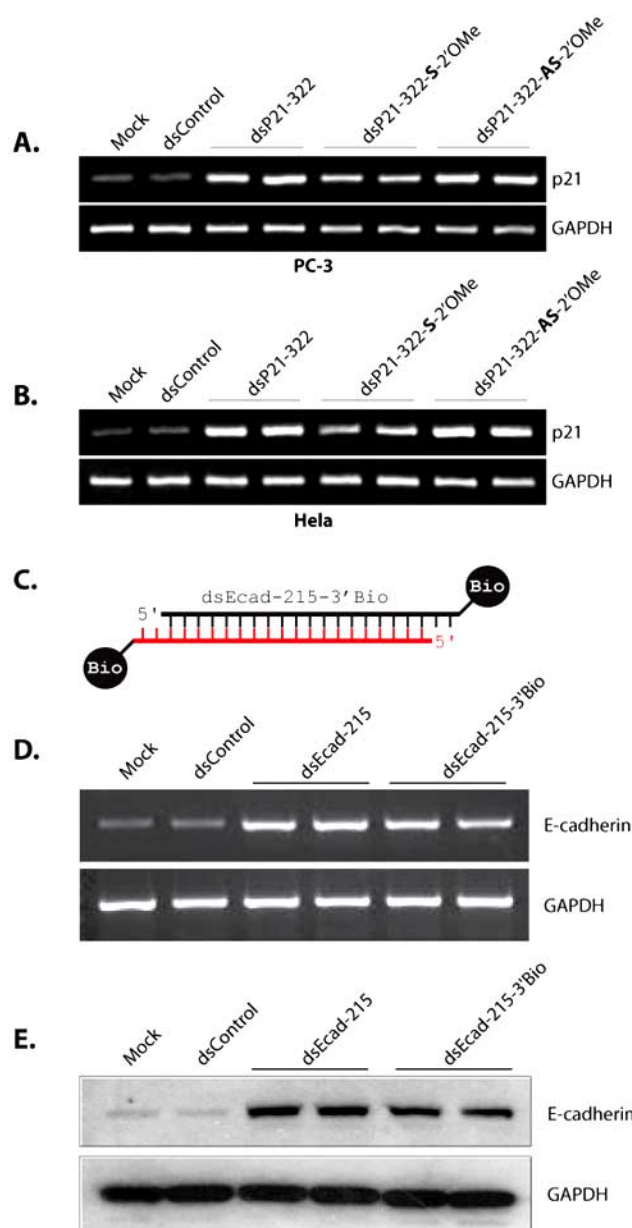 A.
Mock
dsControl
dsP21-322
dsP21-322-S-2'OMe
dsP21-322-AS-2'OMe
p21
GAPDH
PC-3
B.
Mock
dsControl
dsP21-322
dsP21-322-S-2'OMe
dsP21-322-AS-2'OMe
p21
GAPDH
Hela
C.
dsEcad-215-3'Bio
Bio
5'
5'
Bio
D.
Mock
dsControl
dsEcad-215
dsEcad-215-3'Bio
E-cadherin
GAPDH
E.
Mock
dsControl
dsEcad-215
dsEcad-215-3'Bio
E-cadherin
GAPDH